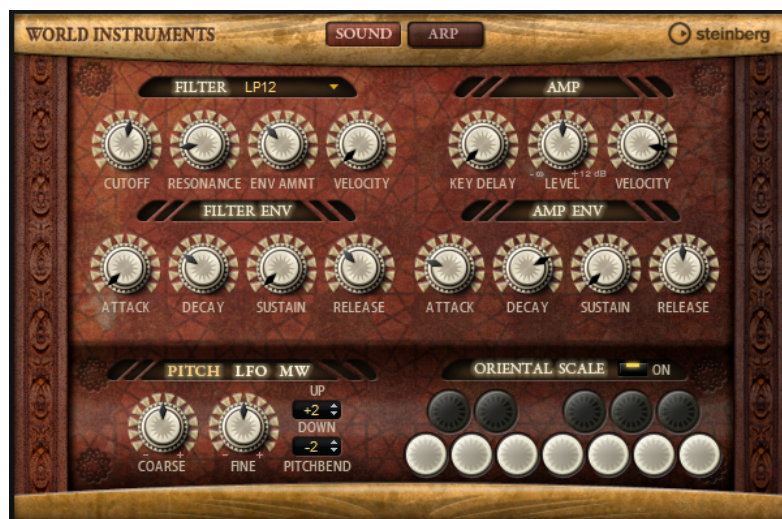 WORLD INSTRUMENTS SOUND ARP steinberg
FILTER LP12 AMP
CUTOFF RESONANCE ENV AMNT VELOCITY KEY DELAY -∞ LEVEL +12 dB VELOCITY
FILTER ENV AMP ENV
ATTACK DECAY SUSTAIN RELEASE ATTACK DECAY SUSTAIN RELEASE
PITCH LFO MW ORIENTAL SCALE ON
UP
+2
DOWN
-2
- + - +
COARSE FINE PITCHBEND